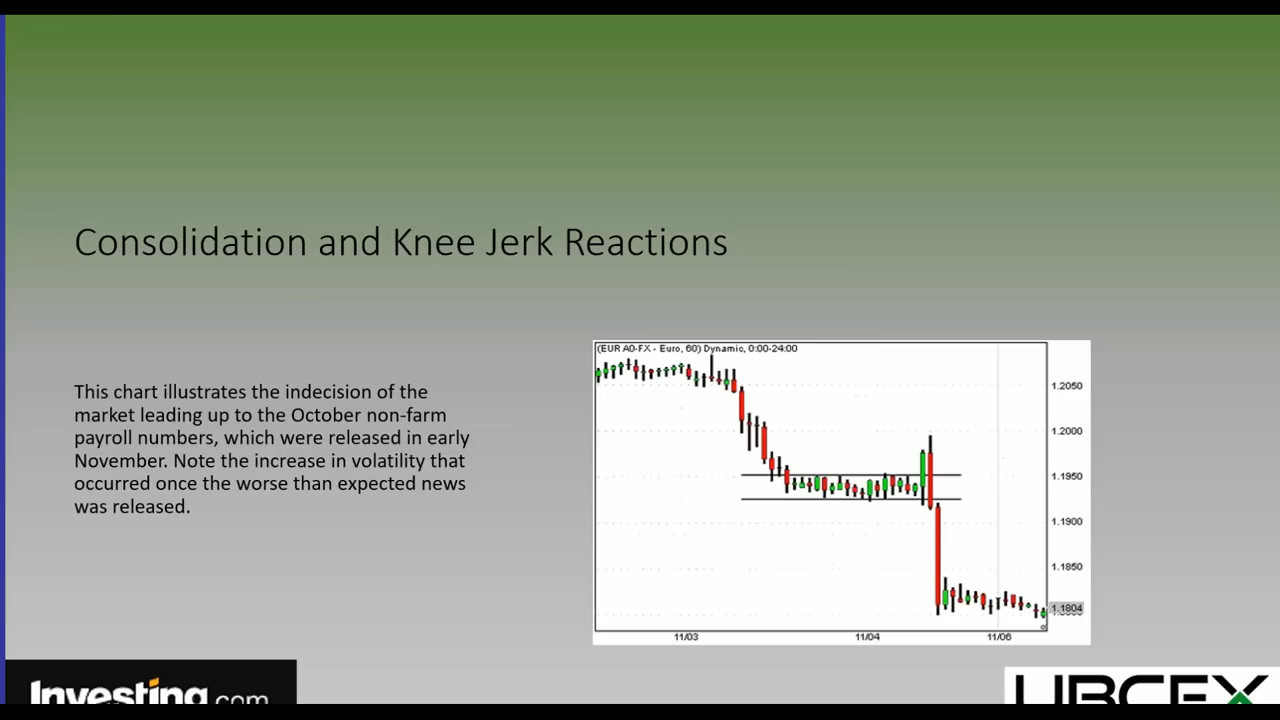 Consolidation and Knee Jerk Reactions
This chart illustrates the indecision of the
market leading up to the October non-farm
payroll numbers, which were released in early
November. Note the increase in volatility that
occurred once the worse than expected news
was released.
(EUR A0-FX - Euro, 60) Dynamic, 0:00-24:00
1.2050
1.2000
1.1950
1.1900
1.1850
1.1804
11/03
11/04
11/06
Investing.com